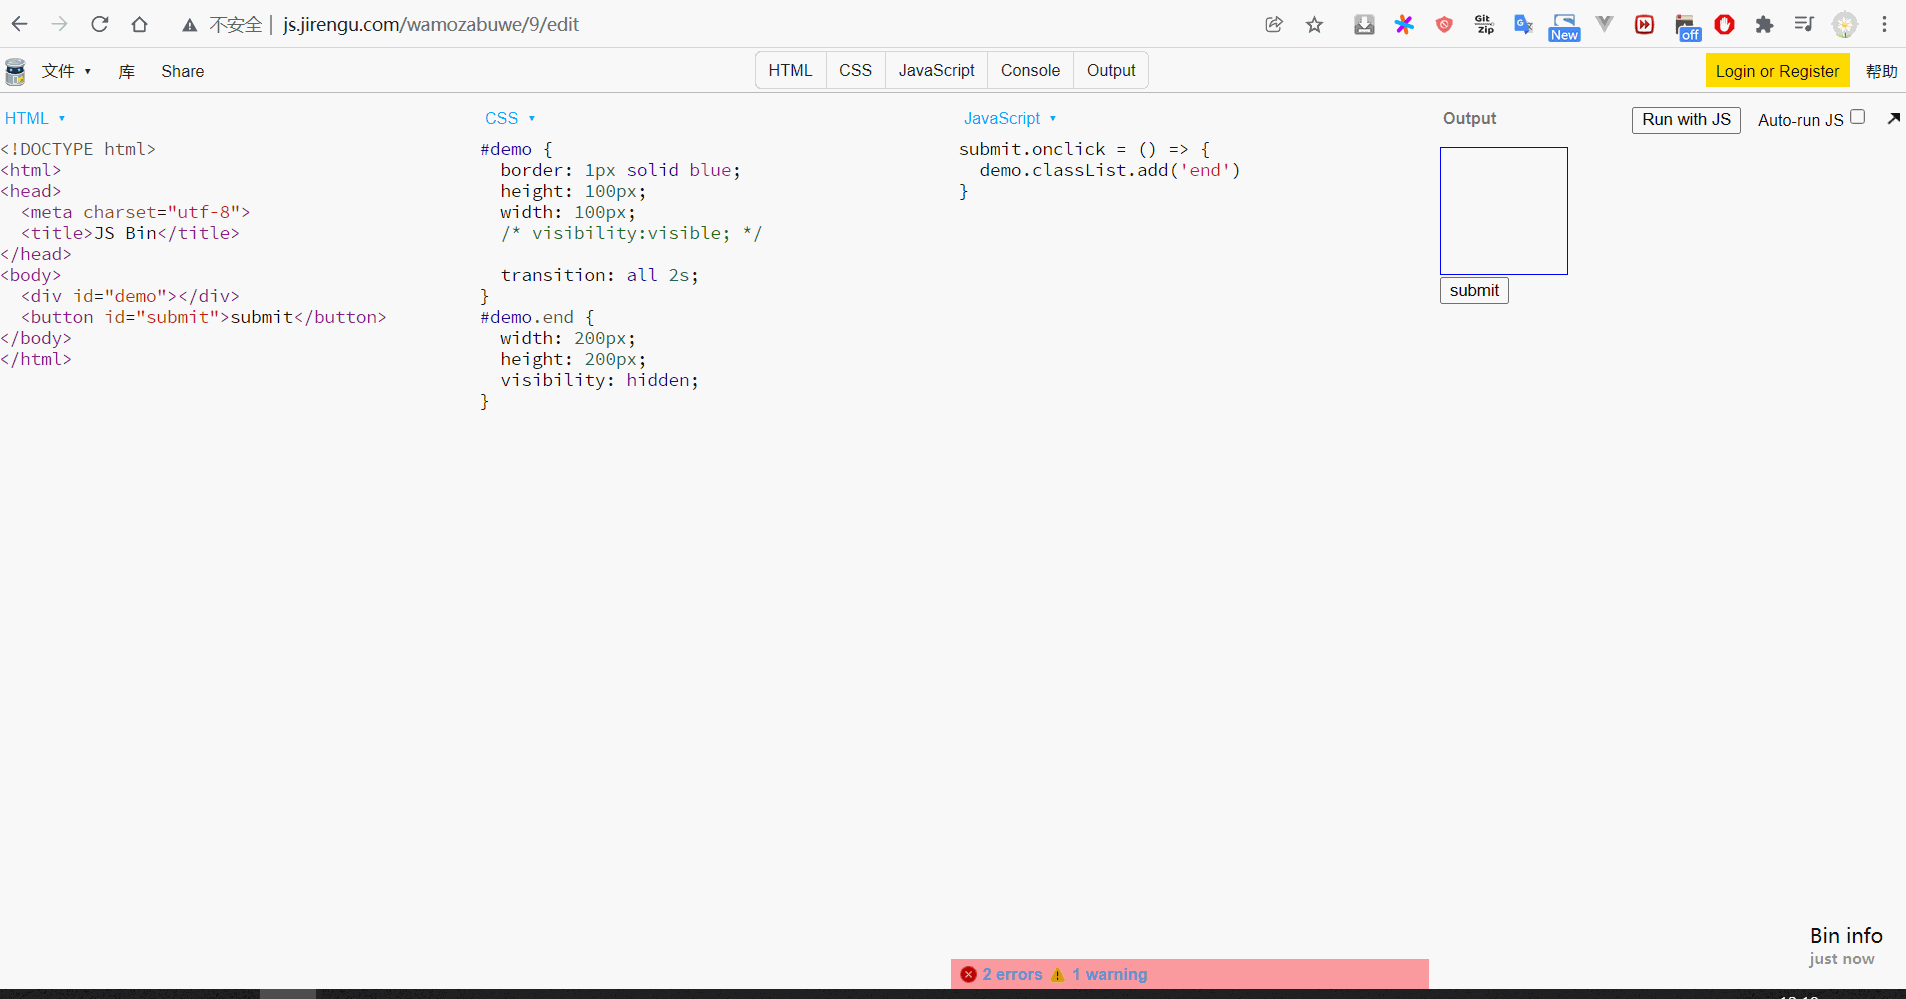 不安全 js.jirengu.com/wamozabuwe/9/edit
Git
Zip
New
off
文件 库 Share
HTML CSS JavaScript Console Output
Login or Register 帮助
HTML
<!DOCTYPE html>
<html>
<head>
<meta charset="utf-8">
<title>JS Bin</title>
</head>
<body>
<div id="demo"></div>
<button id="submit">submit</button>
</body>
</html>
CSS
#demo {
border: 1px solid blue;
height: 100px;
width: 100px;
/* visibility:visible; */
transition: all 2s;
}
#demo.end {
width: 200px;
height: 200px;
visibility: hidden;
}
JavaScript
submit.onclick = () => {
demo.classList.add('end')
}
Output Run with JS Auto-run JS
submit
2 errors 1 warning
Bin info
just now